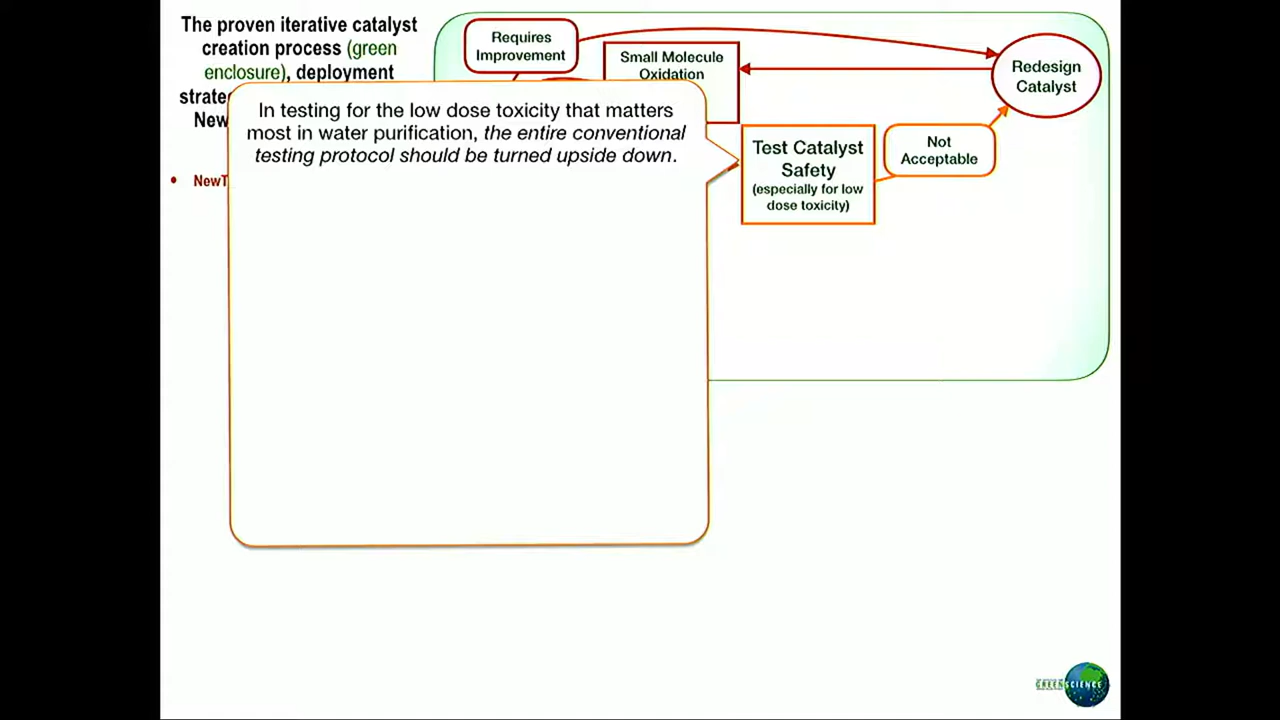 The proven iterative catalyst
creation process (green
enclosure), deployment
New
• NewT
Requires
Improvement
Small Molecule
Oxidation
Redesign
Catalyst
Not
Acceptable
Test Catalyst
Safety
(especially for low
dose toxicity)
In testing for the low dose toxicity that matters
most in water purification, the entire conventional
testing protocol should be turned upside down.
GREENSCIENCE